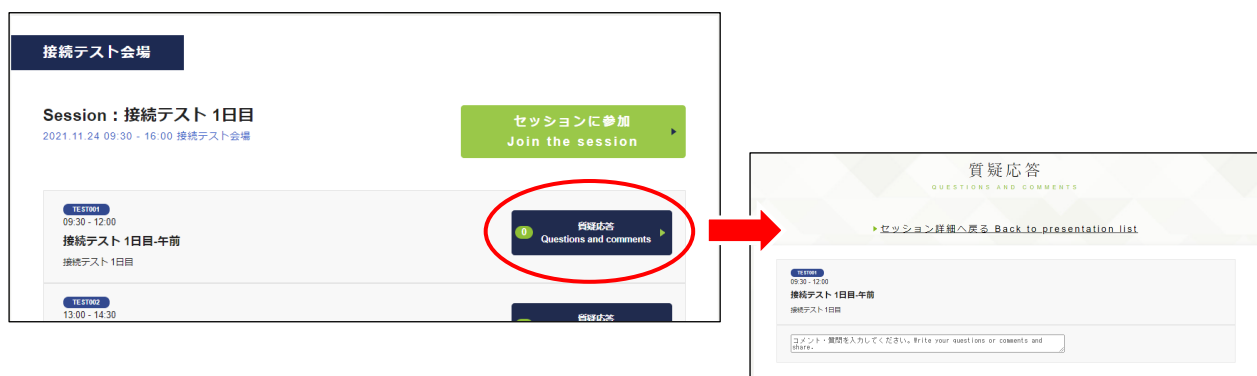 接続テスト会場
Session：接続テスト 1日目
2021.11.24 09:30 - 16:00 接続テスト会場
セッションに参加
Join the session
TEST001
09:30 - 12:00
接続テスト 1日目-午前
接続テスト 1日目
0
質疑応答
Questions and comments
TEST002
13:00 - 14:30
質疑応答
質疑応答
QUESTIONS AND COMMENTS
セッション詳細へ戻る Back to presentation list
TEST001
09:30 - 12:00
接続テスト 1日目-午前
接続テスト 1日目
コメント・質問を入力してください。Write your questions or comments and
share.